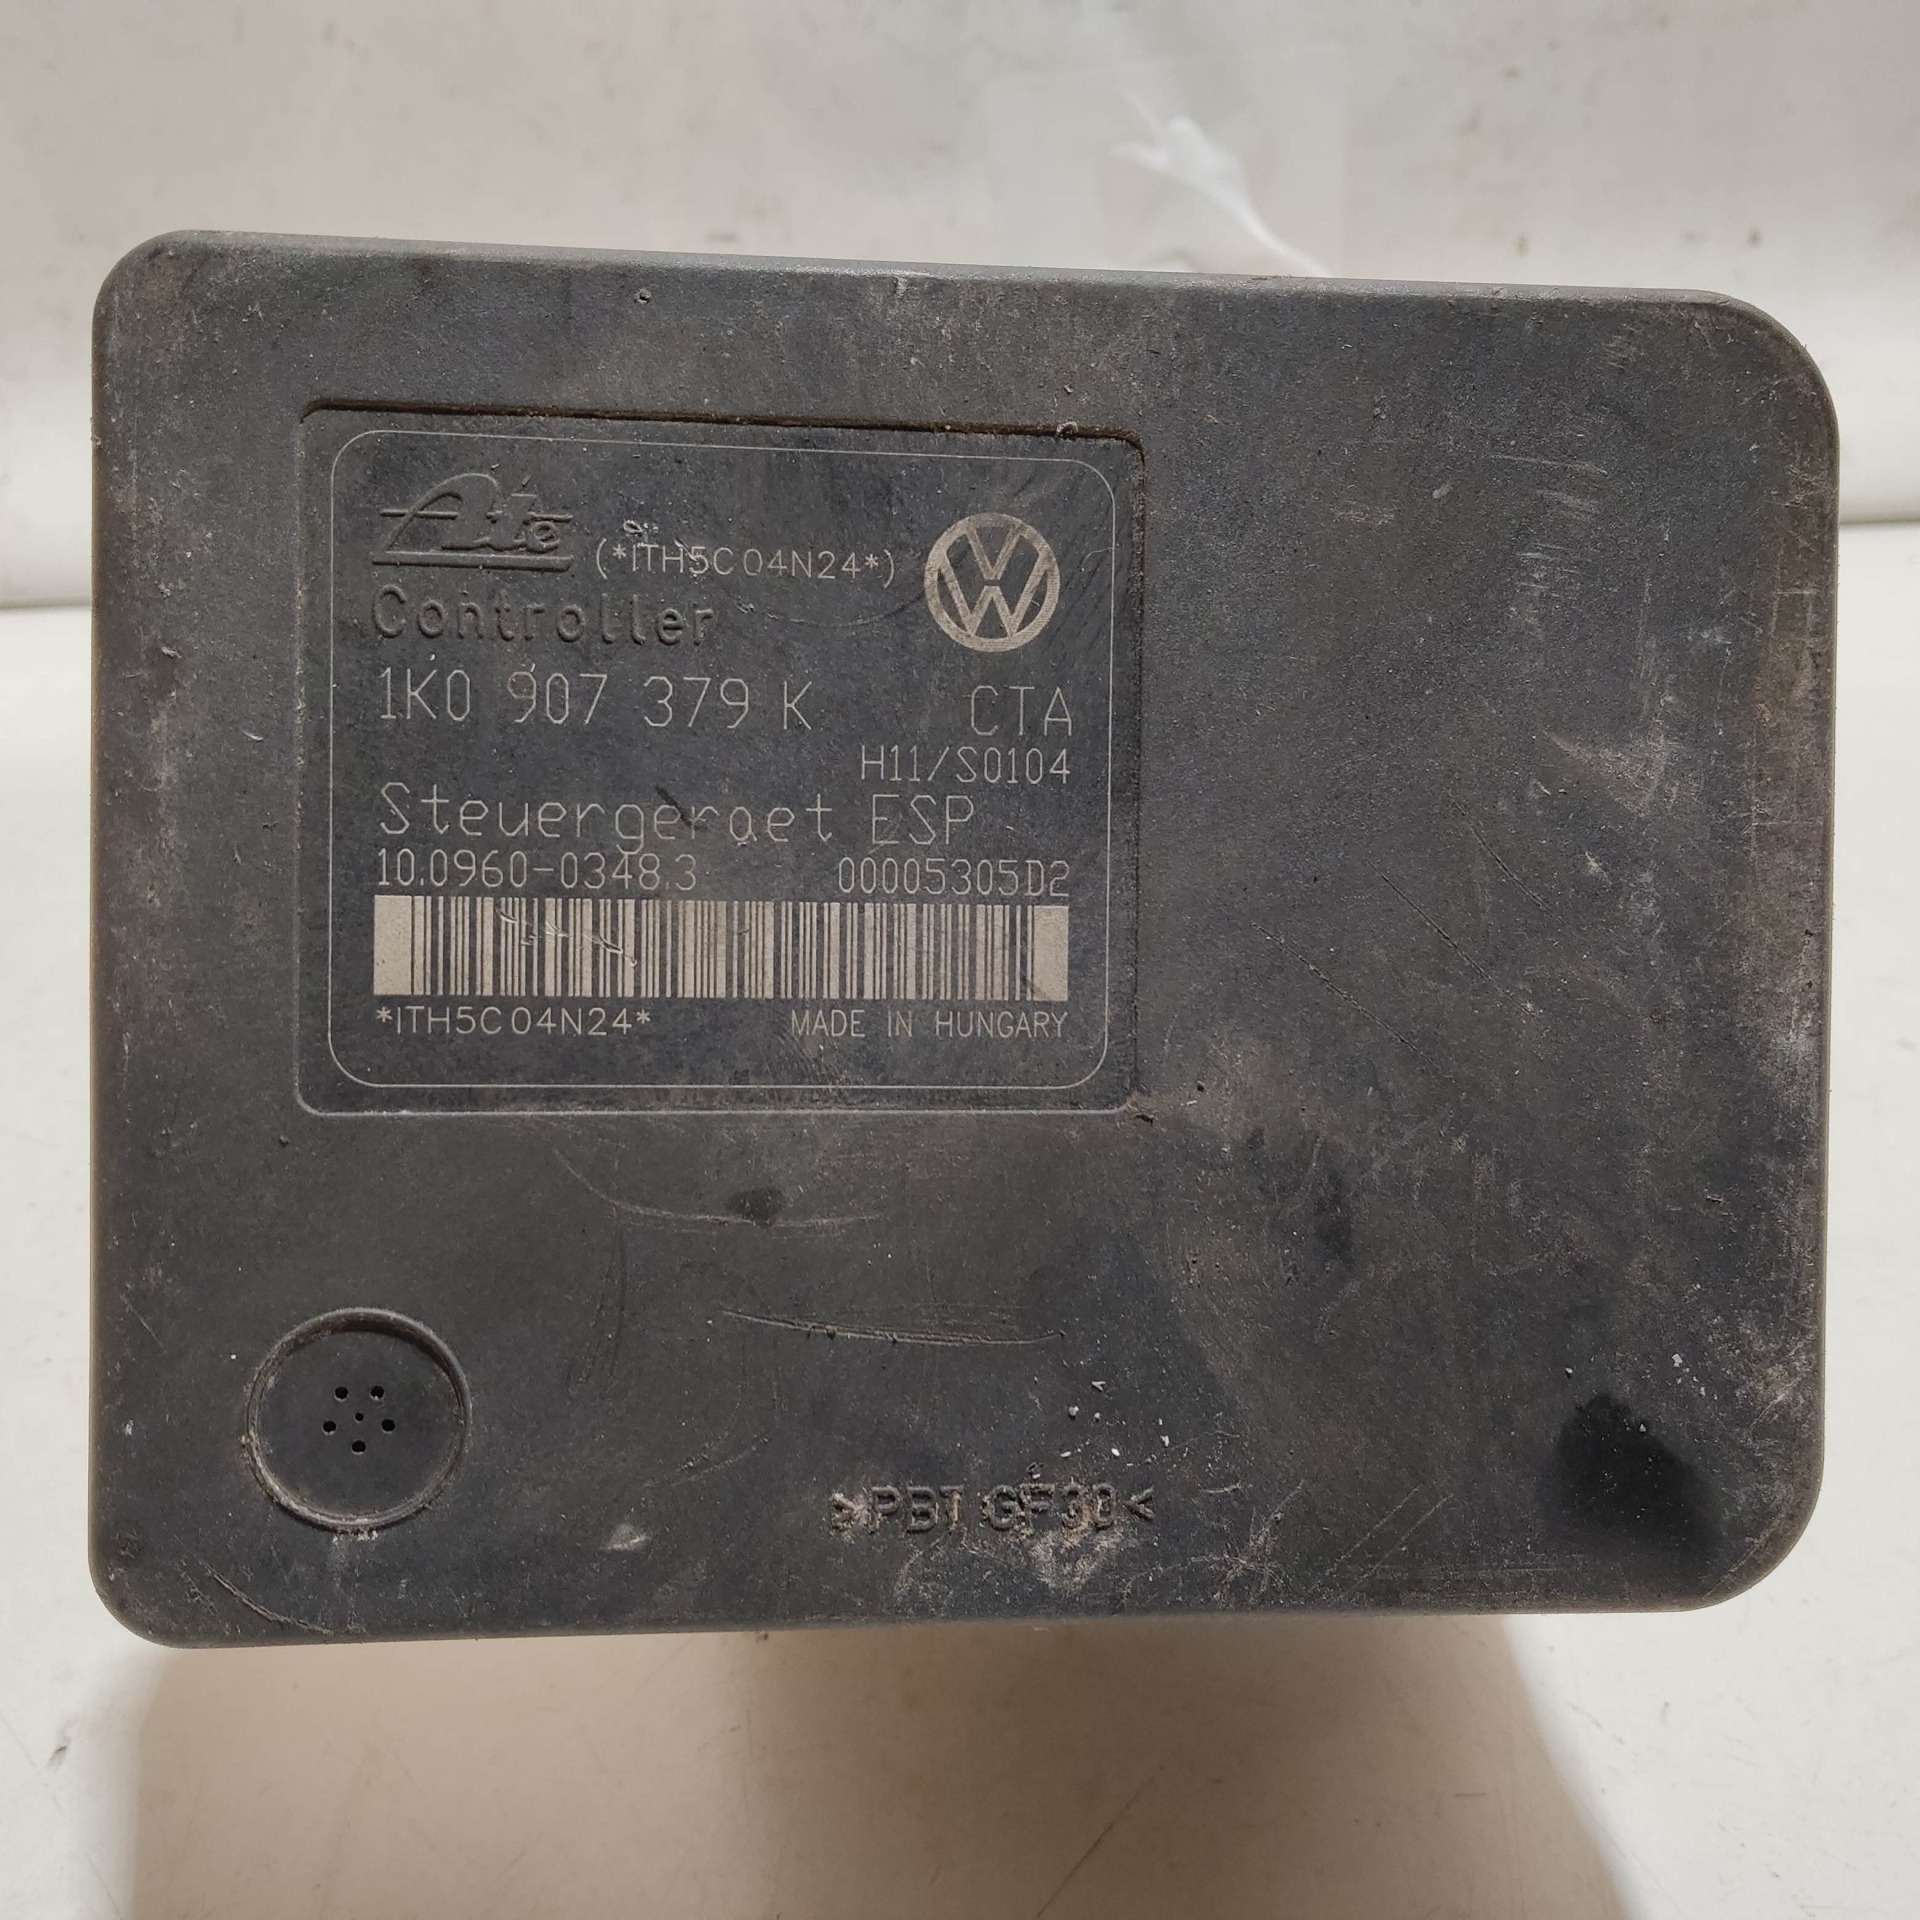 Ate (*ITH5C04N24*)
Controller
1K0 907 379 K CTA
H11/S0104
Steuergeraet ESP
10.0960-0348.3 00005305D2
*ITH5C04N24* MADE IN HUNGARY
>PBT GF30<